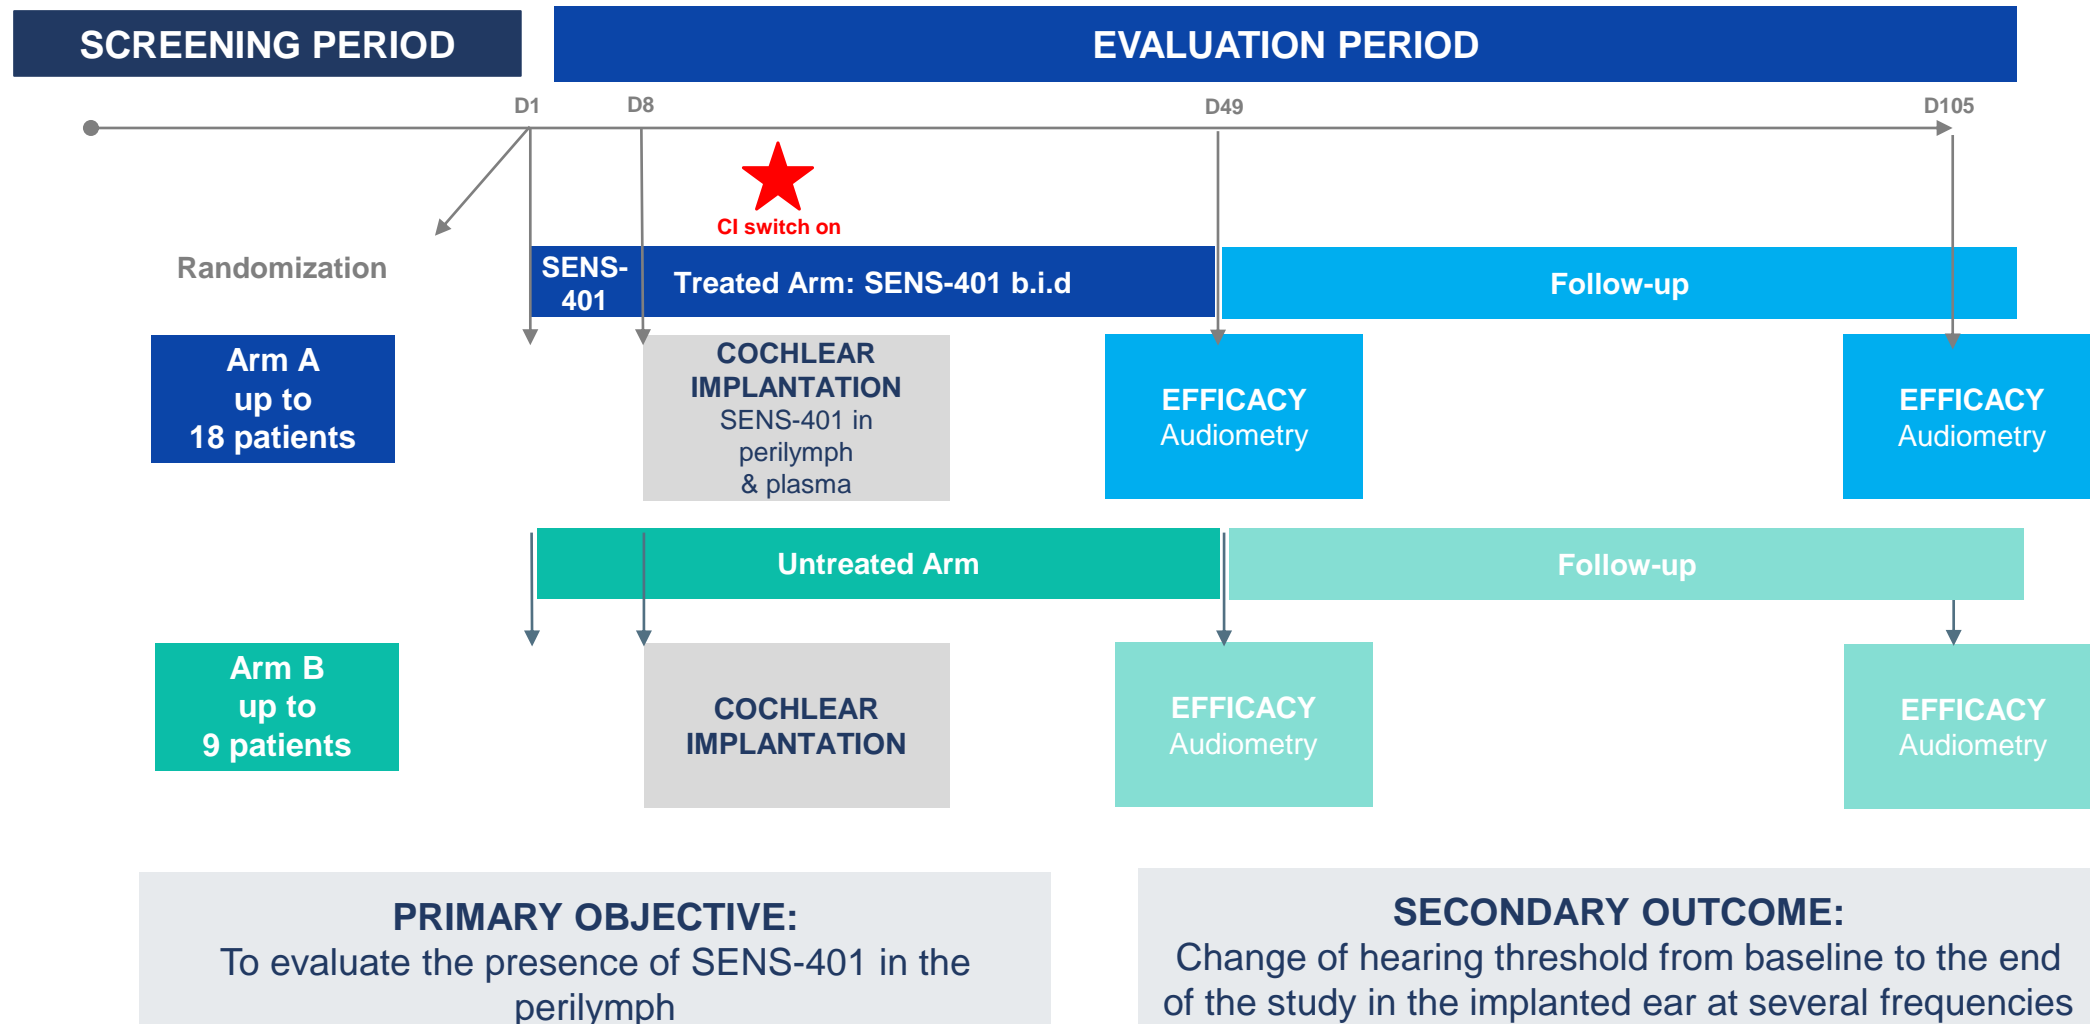 SCREENING PERIOD
EVALUATION PERIOD
D1
D8
D49
D105
CI switch on
Randomization
SENS-
401
Treated Arm: SENS-401 b.i.d
Follow-up
Arm A
up to
18 patients
COCHLEAR
IMPLANTATION
SENS-401 in
perilymph
& plasma
EFFICACY
Audiometry
EFFICACY
Audiometry
Untreated Arm
Follow-up
Arm B
up to
9 patients
COCHLEAR
IMPLANTATION
EFFICACY
Audiometry
EFFICACY
Audiometry
PRIMARY OBJECTIVE:
To evaluate the presence of SENS-401 in the
perilymph
SECONDARY OUTCOME:
Change of hearing threshold from baseline to the end
of the study in the implanted ear at several frequencies